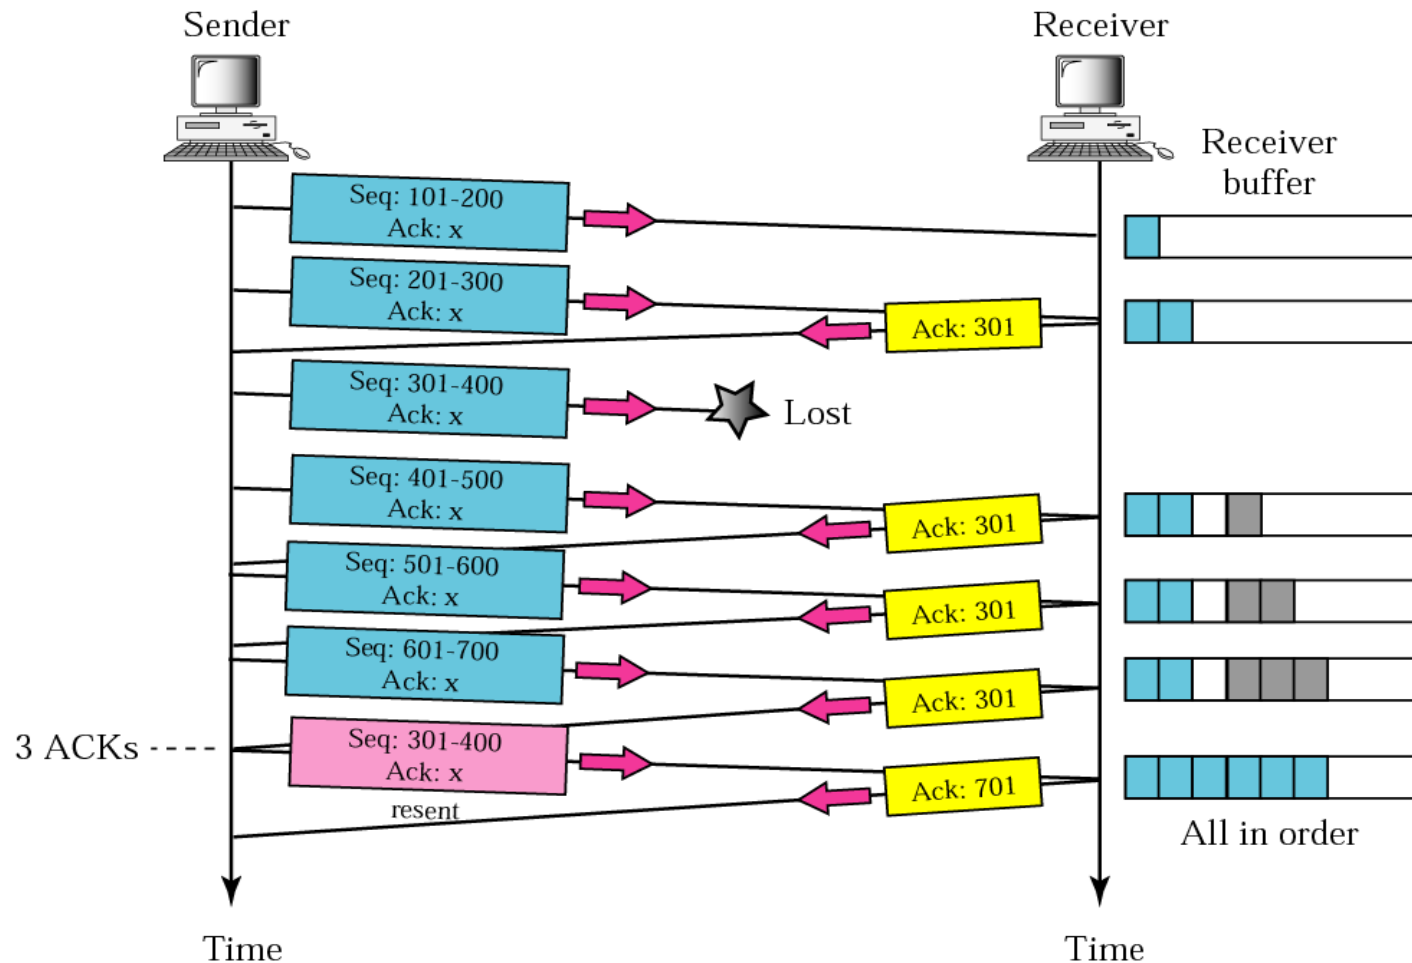 Sender
Receiver
Receiver
buffer
Seq: 101-200
Ack: x
Seq: 201-300
Ack: x
Ack: 301
Seq: 301-400
Ack: x
Lost
Seq: 401-500
Ack: x
Ack: 301
Seq: 501-600
Ack: x
Ack: 301
Seq: 601-700
Ack: x
Ack: 301
3 ACKs
Seq: 301-400
Ack: x
resent
Ack: 701
All in order
Time
Time